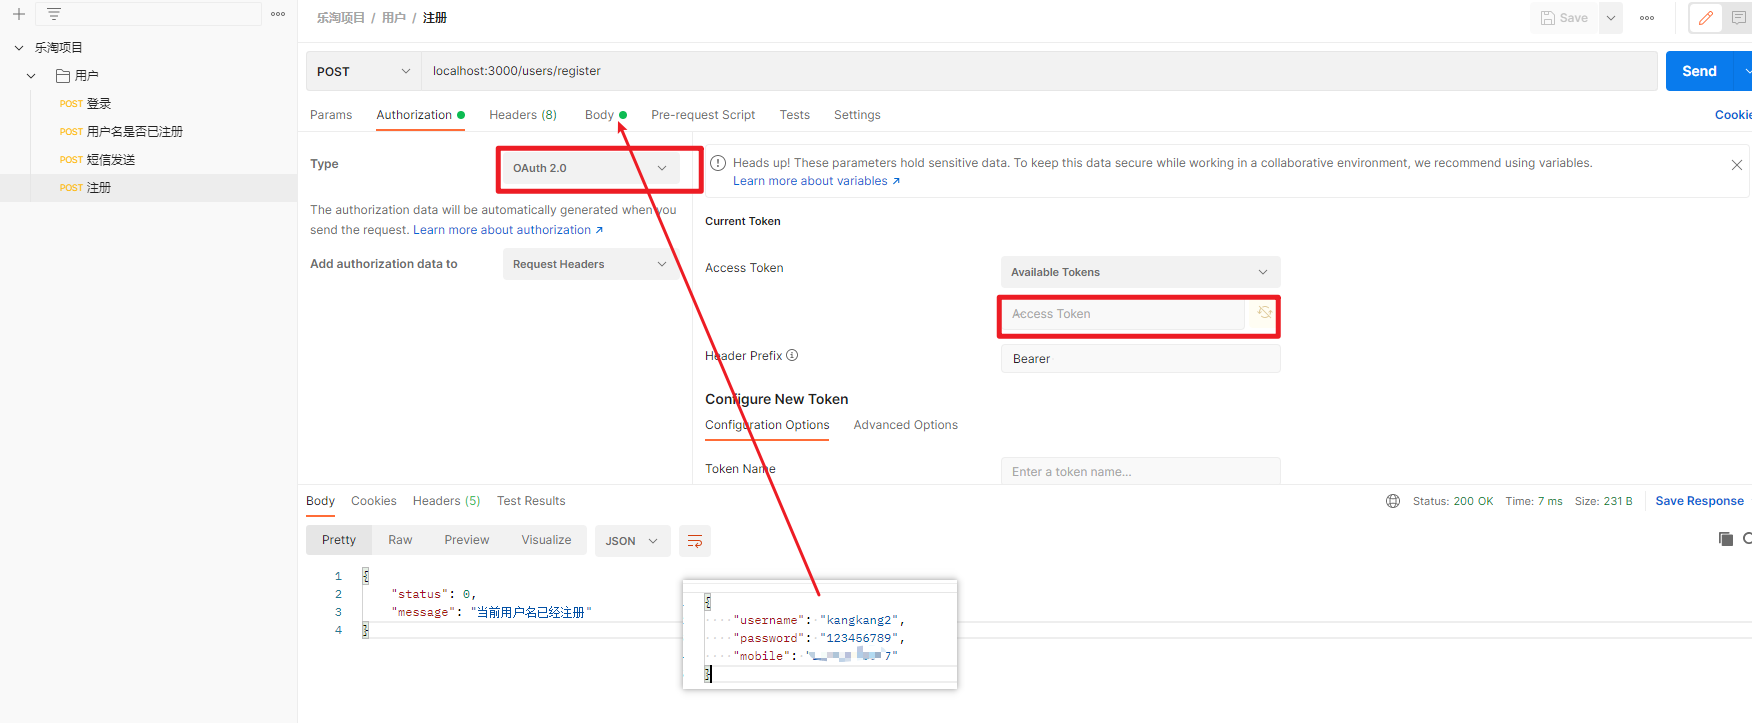 乐淘项目 / 用户 / 注册
Save
乐淘项目
用户
POST 登录
POST 用户名是否已注册
POST 短信发送
POST 注册
POST
localhost:3000/users/register
Send
Params
Authorization
Headers (8)
Body
Pre-request Script
Tests
Settings
Cookie
Type
OAuth 2.0
The authorization data will be automatically generated when you
send the request. Learn more about authorization ↗
Add authorization data to
Request Headers
Heads up! These parameters hold sensitive data. To keep this data secure while working in a collaborative environment, we recommend using variables.
Learn more about variables ↗
Current Token
Access Token
Available Tokens
Access Token
Header Prefix
Bearer
Configure New Token
Configuration Options
Advanced Options
Token Name
Enter a token name...
Body
Cookies
Headers (5)
Test Results
Status: 200 OK
Time: 7 ms
Size: 231 B
Save Response
Pretty
Raw
Preview
Visualize
JSON
1 {
2 "status": 0,
3 "message": "当前用户名已经注册"
4 }
{
"username": "kangkang2",
"password": "123456789",
"mobile": " 7"
}